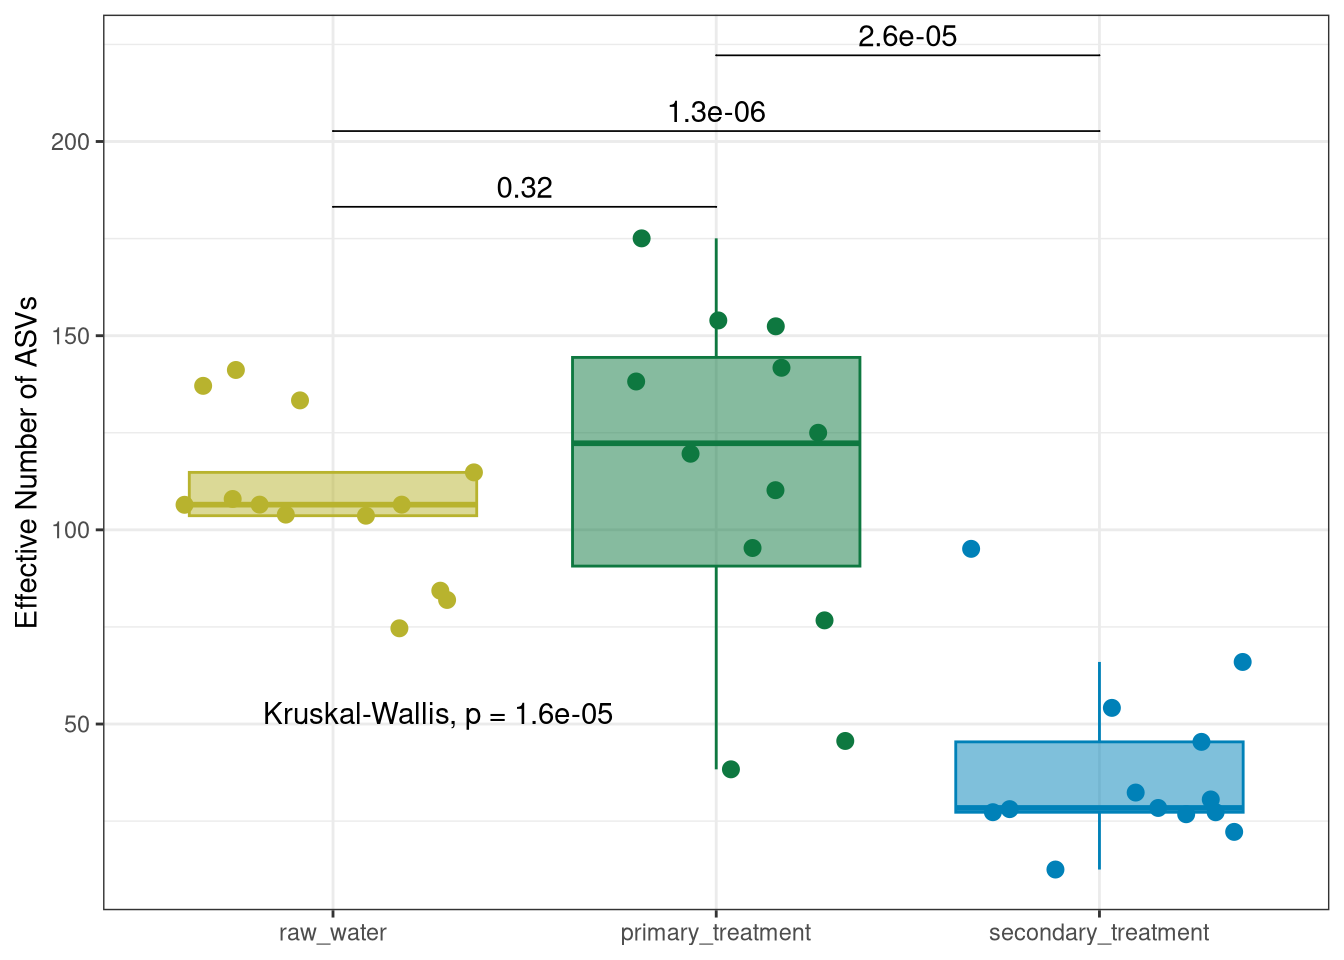 2.6e-05
1.3e-06
0.32
200
150
100
50
Effective Number of ASVs
Kruskal-Wallis, p = 1.6e-05
raw_water
primary_treatment
secondary_treatment